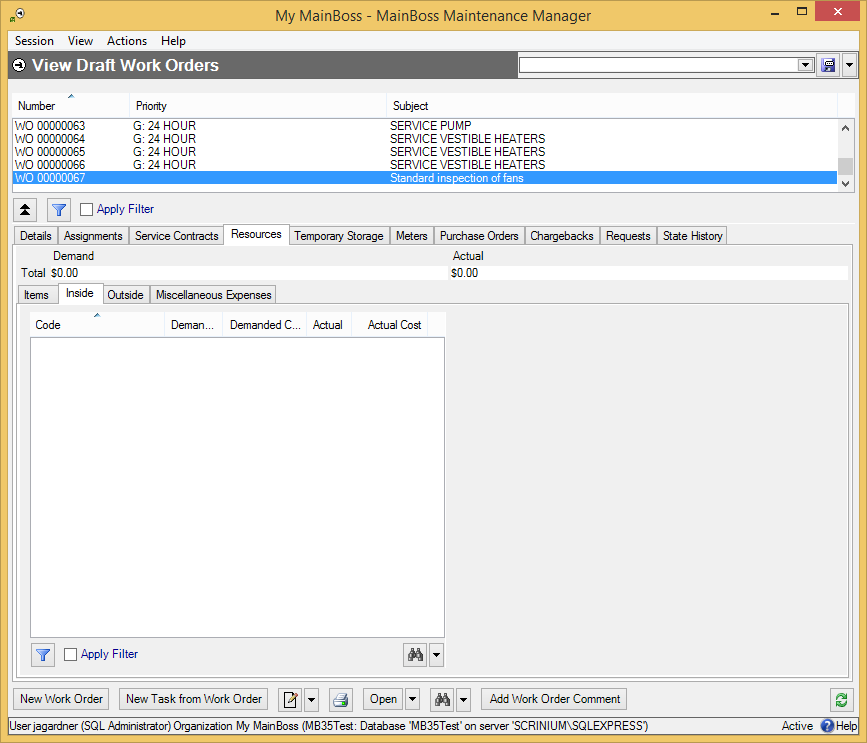 My MainBoss - MainBoss Maintenance Manager
Session View Actions Help
View Draft Work Orders
Number Priority Subject
WO 00000063 G: 24 HOUR SERVICE PUMP
WO 00000064 G: 24 HOUR SERVICE VESTIBLE HEATERS
WO 00000065 G: 24 HOUR SERVICE VESTIBLE HEATERS
WO 00000066 G: 24 HOUR SERVICE VESTIBLE HEATERS
WO 00000067 Standard inspection of fans
Apply Filter
Details Assignments Service Contracts Resources Temporary Storage Meters Purchase Orders Chargebacks Requests State History
Demand Actual
Total $0.00 $0.00
Items Inside Outside Miscellaneous Expenses
Code Deman... Demanded C... Actual Actual Cost
Apply Filter
New Work Order New Task from Work Order Open Add Work Order Comment
User jagardner (SQL Administrator) Organization My MainBoss (MB35Test: Database 'MB35Test' on server 'SCRINIUM\SQLEXPRESS') Active Help